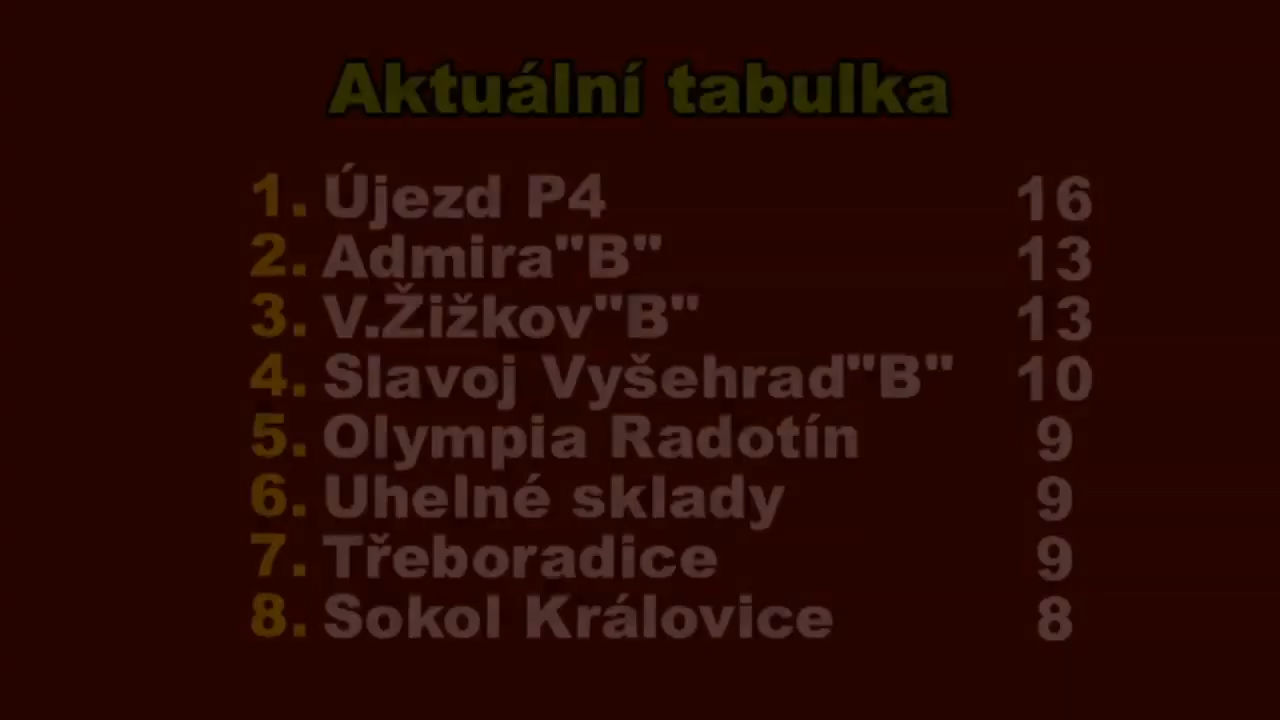 Aktuální tabulka
1. Újezd P4 16
2. Admira"B" 13
3. V.Žižkov"B" 13
4. Slavoj Vyšehrad"B" 10
5. Olympia Radotín 9
6. Uhelné sklady 9
7. Třeboradice 9
8. Sokol Královice 8